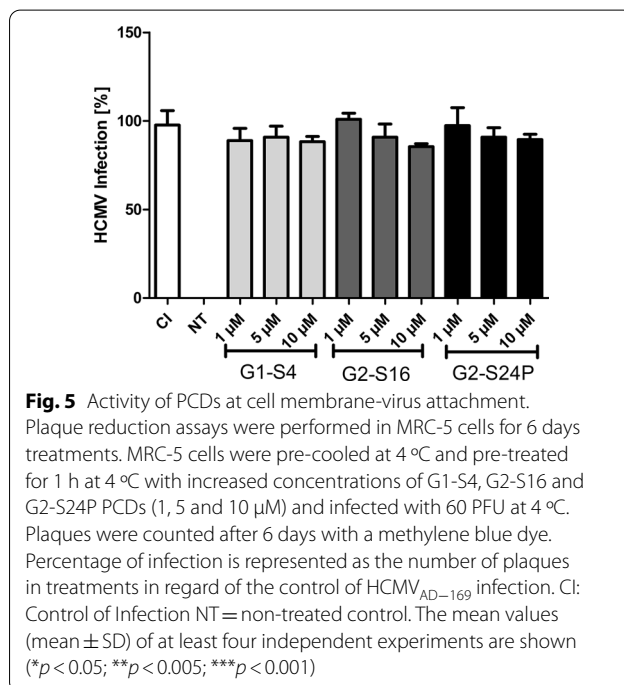 150
100
50
0
HCMV Infection [%]
CI
NT
1 µM
5 µM
10 µM
1 µM
5 µM
10 µM
1 µM
5 µM
10 µM
G1-S4
G2-S16
G2-S24P
Fig. 5 Activity of PCDs at cell membrane-virus attachment.
Plaque reduction assays were performed in MRC-5 cells for 6 days
treatments. MRC-5 cells were pre-cooled at 4 ºC and pre-treated
for 1 h at 4 ºC with increased concentrations of G1-S4, G2-S16 and
G2-S24P PCDs (1, 5 and 10 µM) and infected with 60 PFU at 4 ºC.
Plaques were counted after 6 days with a methylene blue dye.
Percentage of infection is represented as the number of plaques
in treatments in regard of the control of HCMVAD−169 infection. CI:
Control of Infection NT = non-treated control. The mean values
(mean ± SD) of at least four independent experiments are shown
(*p < 0.05; **p < 0.005; ***p < 0.001)